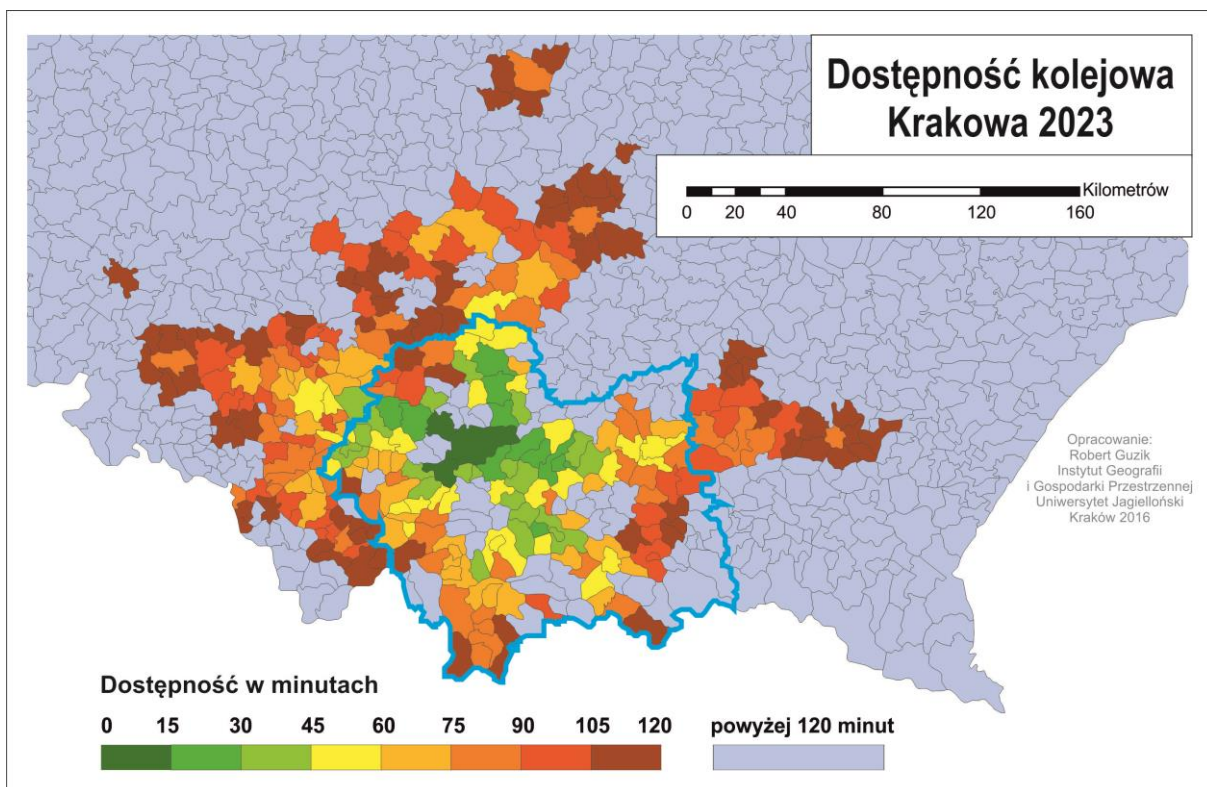 Dostępność kolejowa
Krakowa 2023
Kilometrów
0 20 40 80 120 160
Opracowanie:
Robert Guzik
Instytut Geografii
i Gospodarki Przestrzennej
Uniwersytet Jagielloński
Kraków 2016
Dostępność w minutach
0 15 30 45 60 75 90 105 120
powyżej 120 minut